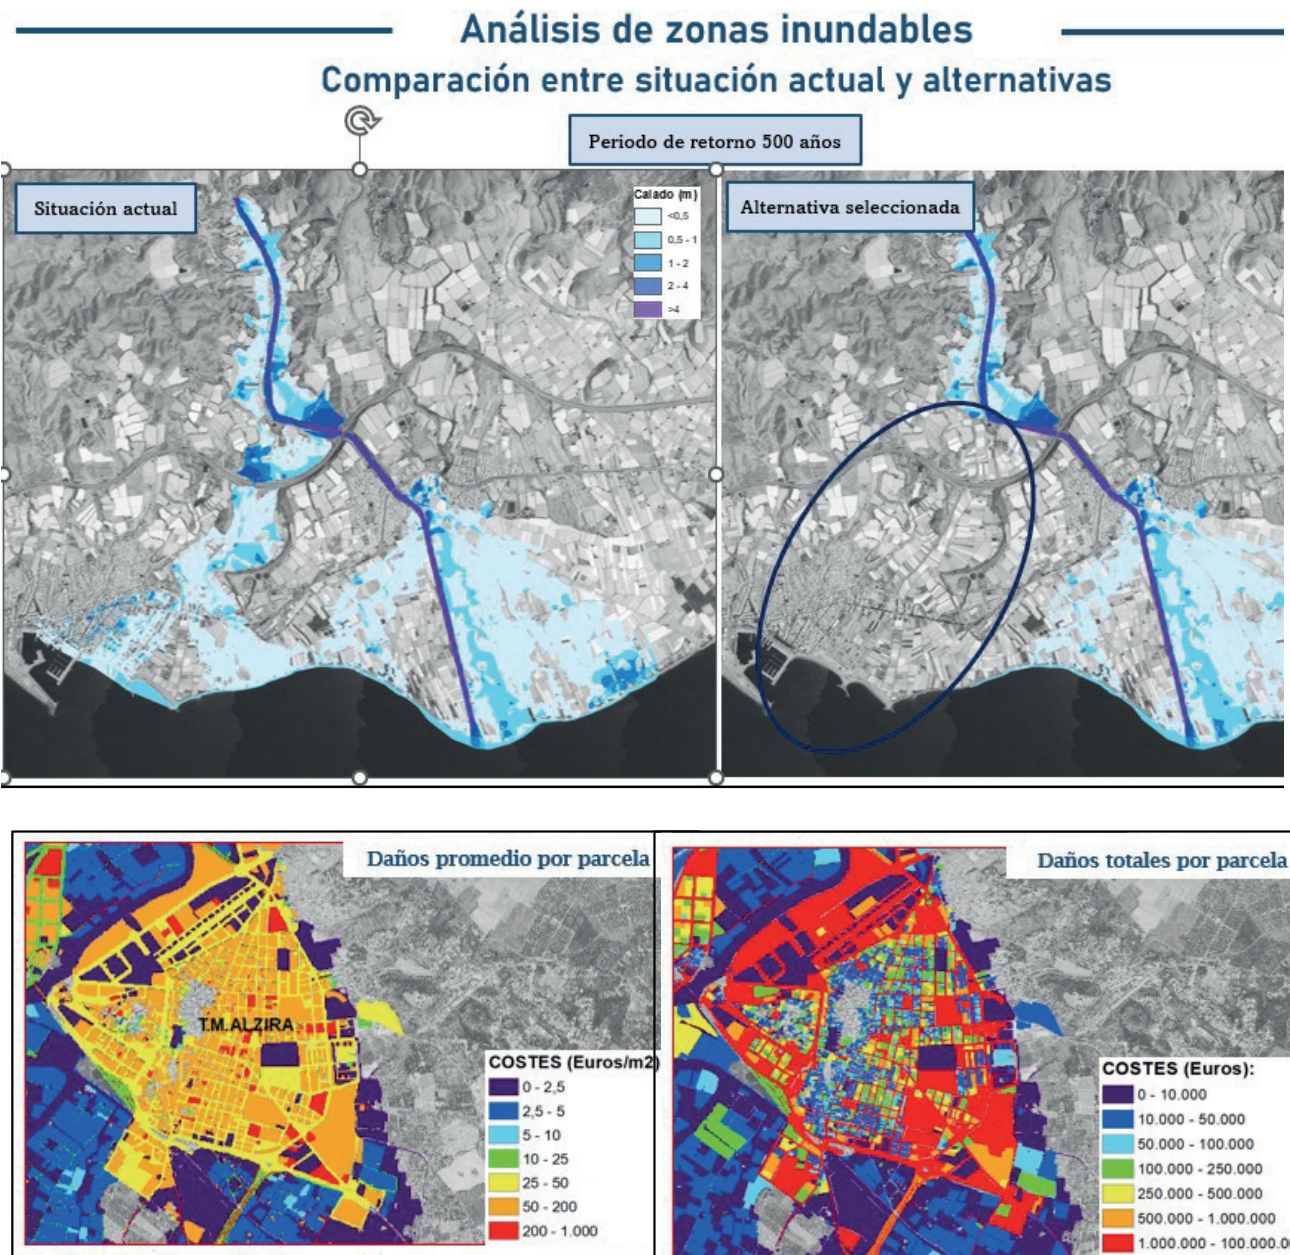 Análisis de zonas inundables
Comparación entre situación actual y alternativas
Periodo de retorno 500 años
Situación actual
Calado (m)
<0,5
0,5 - 1
1 - 2
2 - 4
>4
Alternativa seleccionada
Daños promedio por parcela
T.M.ALZIRA
COSTES (Euros/m2)
0 - 2,5
2,5 - 5
5 - 10
10 - 25
25 - 50
50 - 200
200 - 1.000
Daños totales por parcela
COSTES (Euros):
0 - 10.000
10.000 - 50.000
50.000 - 100.000
100.000 - 250.000
250.000 - 500.000
500.000 - 1.000.000
1.000.000 - 100.000.00